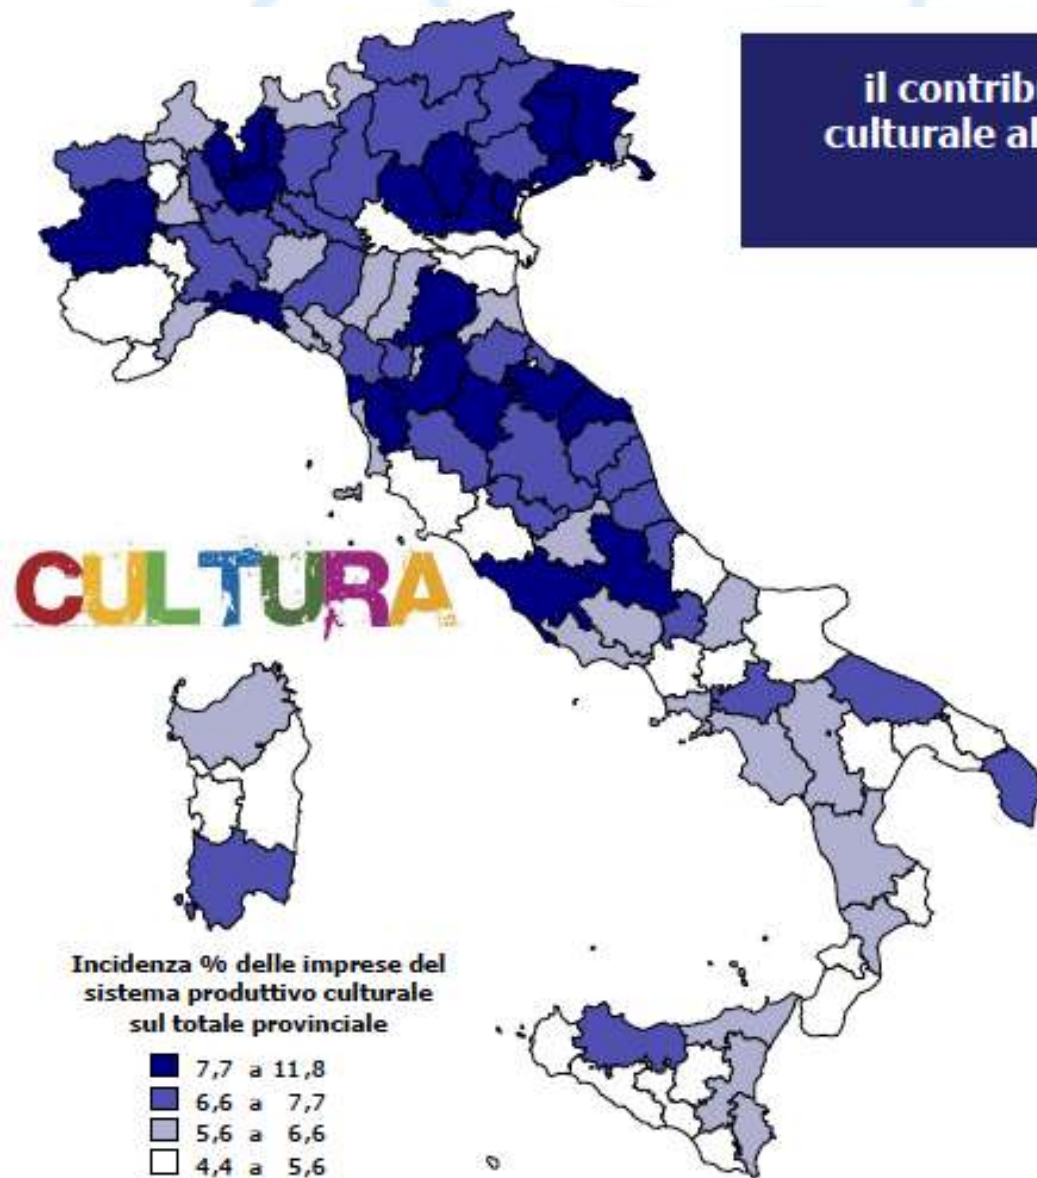 il contrib
culturale al
CULTURA
Incidenza % delle imprese del
sistema produttivo culturale
sul totale provinciale
7,7 a 11,8
6,6 a 7,7
5,6 a 6,6
4,4 a 5,6